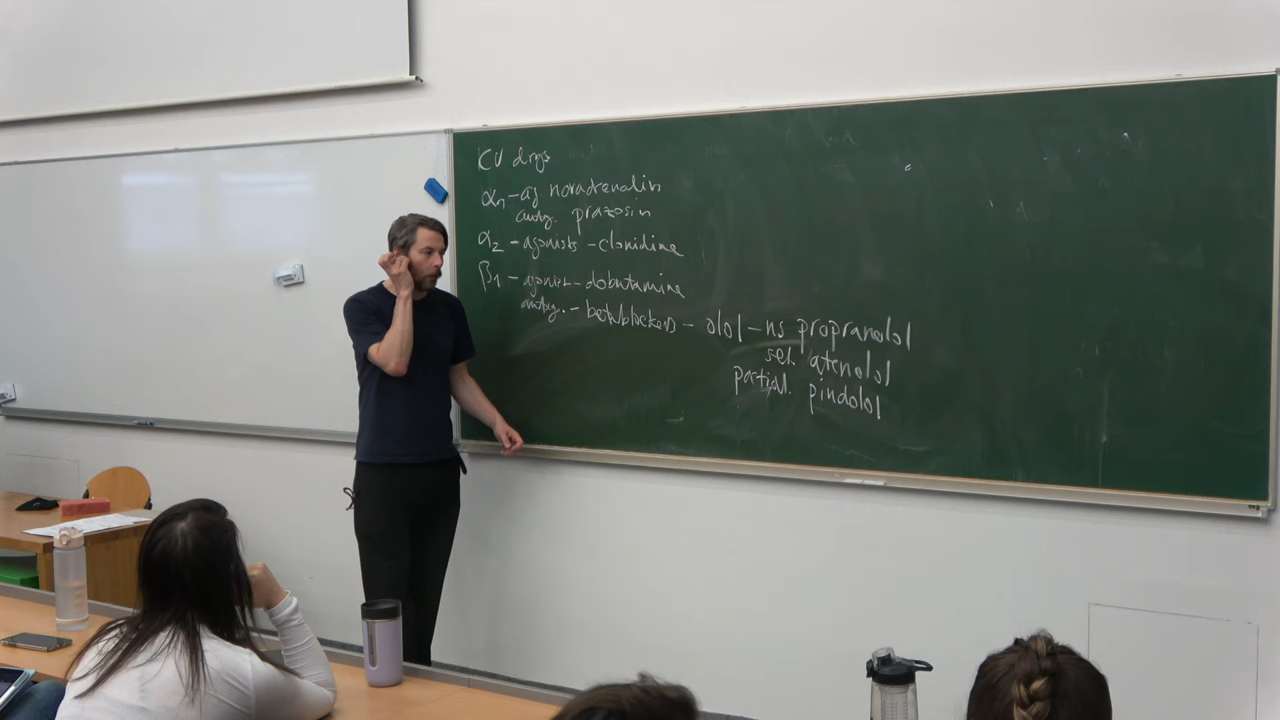 CV drugs
α1 - ag noradrenalin
antag. prazosin
α2 - agonists - clonidine
β1 - agonist - dobutamine
antag. - betablockers - olol - ns propranolol
sel. atenolol
partial. pindolol